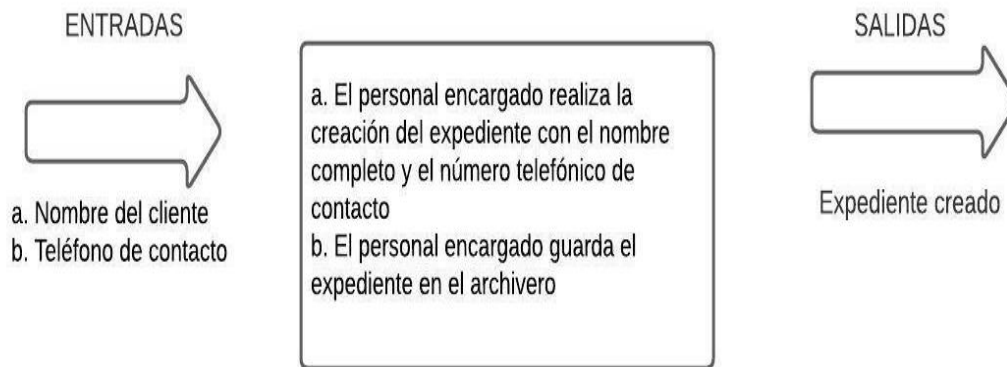 ENTRADAS
a. Nombre del cliente
b. Teléfono de contacto
a. El personal encargado realiza la
creación del expediente con el nombre
completo y el número telefónico de
contacto
b. El personal encargado guarda el
expediente en el archivero
SALIDAS
Expediente creado